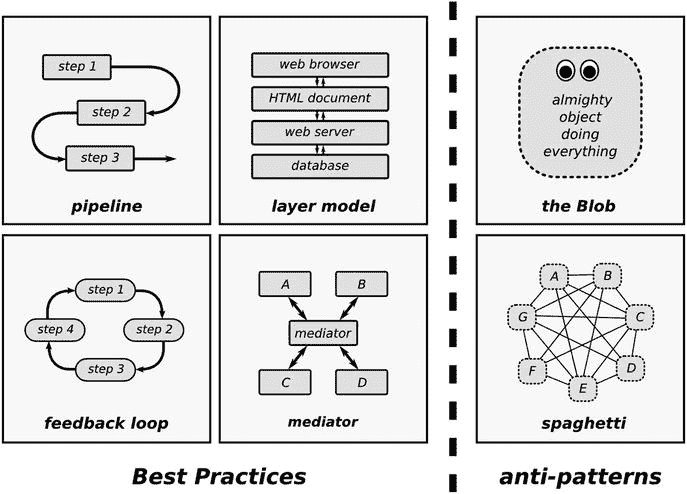 step 1
step 2
step 3
pipeline
web browser
HTML document
web server
database
layer model
almighty
object
doing
everything
the Blob
step 1
step 4
step 2
step 3
feedback loop
A
B
mediator
C
D
mediator
A
B
G
C
F
D
E
spaghetti
Best Practices
anti-patterns